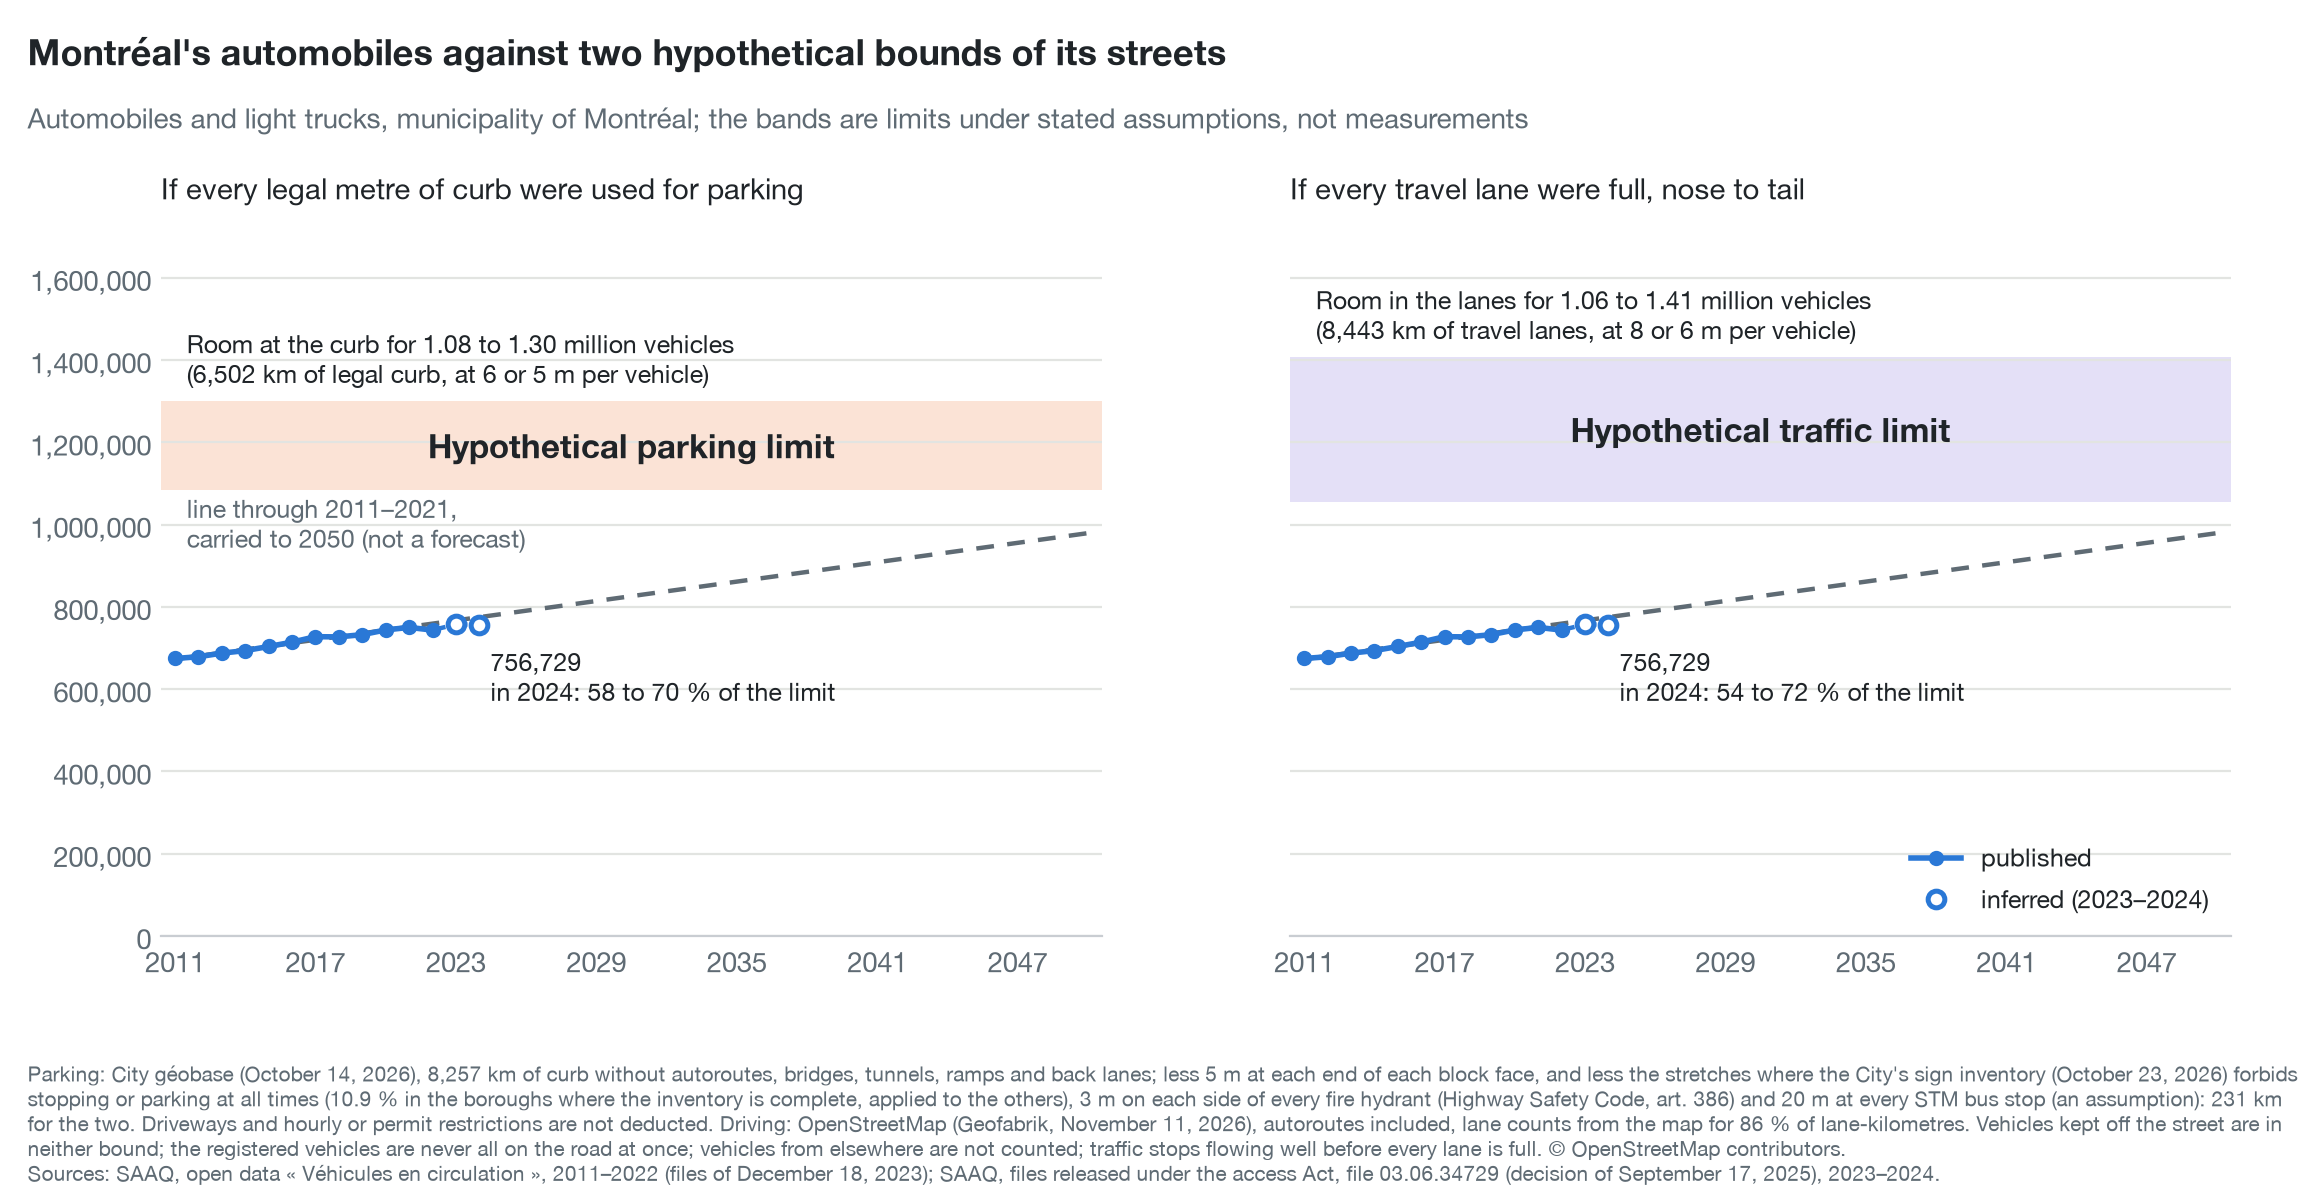 Montréal's automobiles against two hypothetical bounds of its streets
Automobiles and light trucks, municipality of Montréal; the bands are limits under stated assumptions, not measurements
If every legal metre of curb were used for parking
1,600,000
1,400,000
1,200,000
1,000,000
800,000
600,000
400,000
200,000
0
Room at the curb for 1.08 to 1.30 million vehicles
(6,502 km of legal curb, at 6 or 5 m per vehicle)
Hypothetical parking limit
line through 2011–2021,
carried to 2050 (not a forecast)
756,729
in 2024: 58 to 70 % of the limit
2011 2017 2023 2029 2035 2041 2047
If every travel lane were full, nose to tail
Room in the lanes for 1.06 to 1.41 million vehicles
(8,443 km of travel lanes, at 8 or 6 m per vehicle)
Hypothetical traffic limit
756,729
in 2024: 54 to 72 % of the limit
published
inferred (2023–2024)
2011 2017 2023 2029 2035 2041 2047
Parking: City géobase (October 14, 2026), 8,257 km of curb without autoroutes, bridges, tunnels, ramps and back lanes; less 5 m at each end of each block face, and less the stretches where the City's sign inventory (October 23, 2026) forbids
stopping or parking at all times (10.9 % in the boroughs where the inventory is complete, applied to the others), 3 m on each side of every fire hydrant (Highway Safety Code, art. 386) and 20 m at every STM bus stop (an assumption): 231 km
for the two. Driveways and hourly or permit restrictions are not deducted. Driving: OpenStreetMap (Geofabrik, November 11, 2026), autoroutes included, lane counts from the map for 86 % of lane-kilometres. Vehicles kept off the street are in
neither bound; the registered vehicles are never all on the road at once; vehicles from elsewhere are not counted; traffic stops flowing well before every lane is full. © OpenStreetMap contributors.
Sources: SAAQ, open data « Véhicules en circulation », 2011–2022 (files of December 18, 2023); SAAQ, files released under the access Act, file 03.06.34729 (decision of September 17, 2025), 2023–2024.